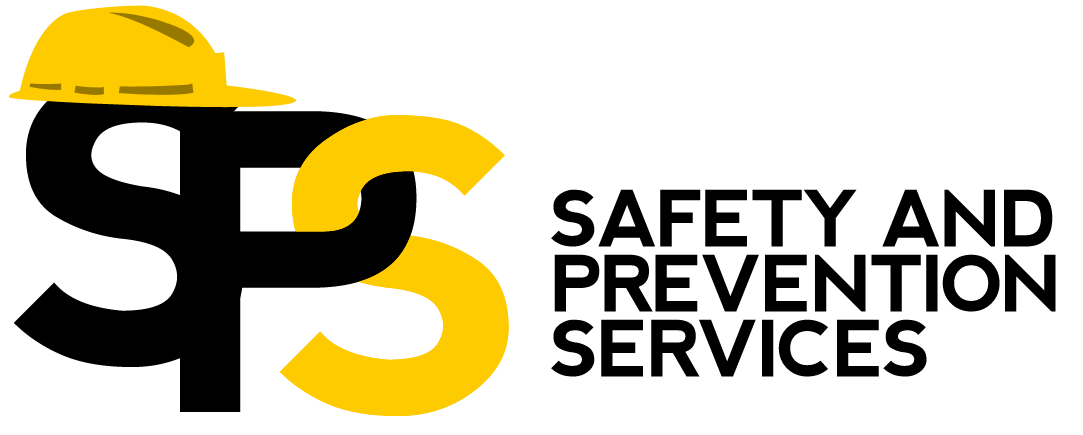 SPS
SAFETY AND
PREVENTION
SERVICES